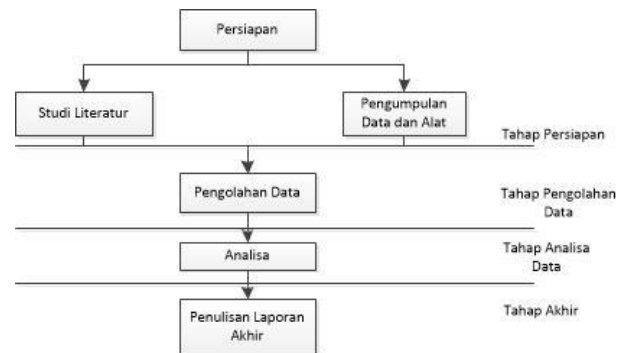 Persiapan
Studi Literatur
Pengumpulan
Data dan Alat
Tahap Persiapan
Pengolahan Data
Tahap Pengolahan
Data
Analisa
Tahap Analisa
Data
Penulisan Laporan
Akhir
Tahap Akhir